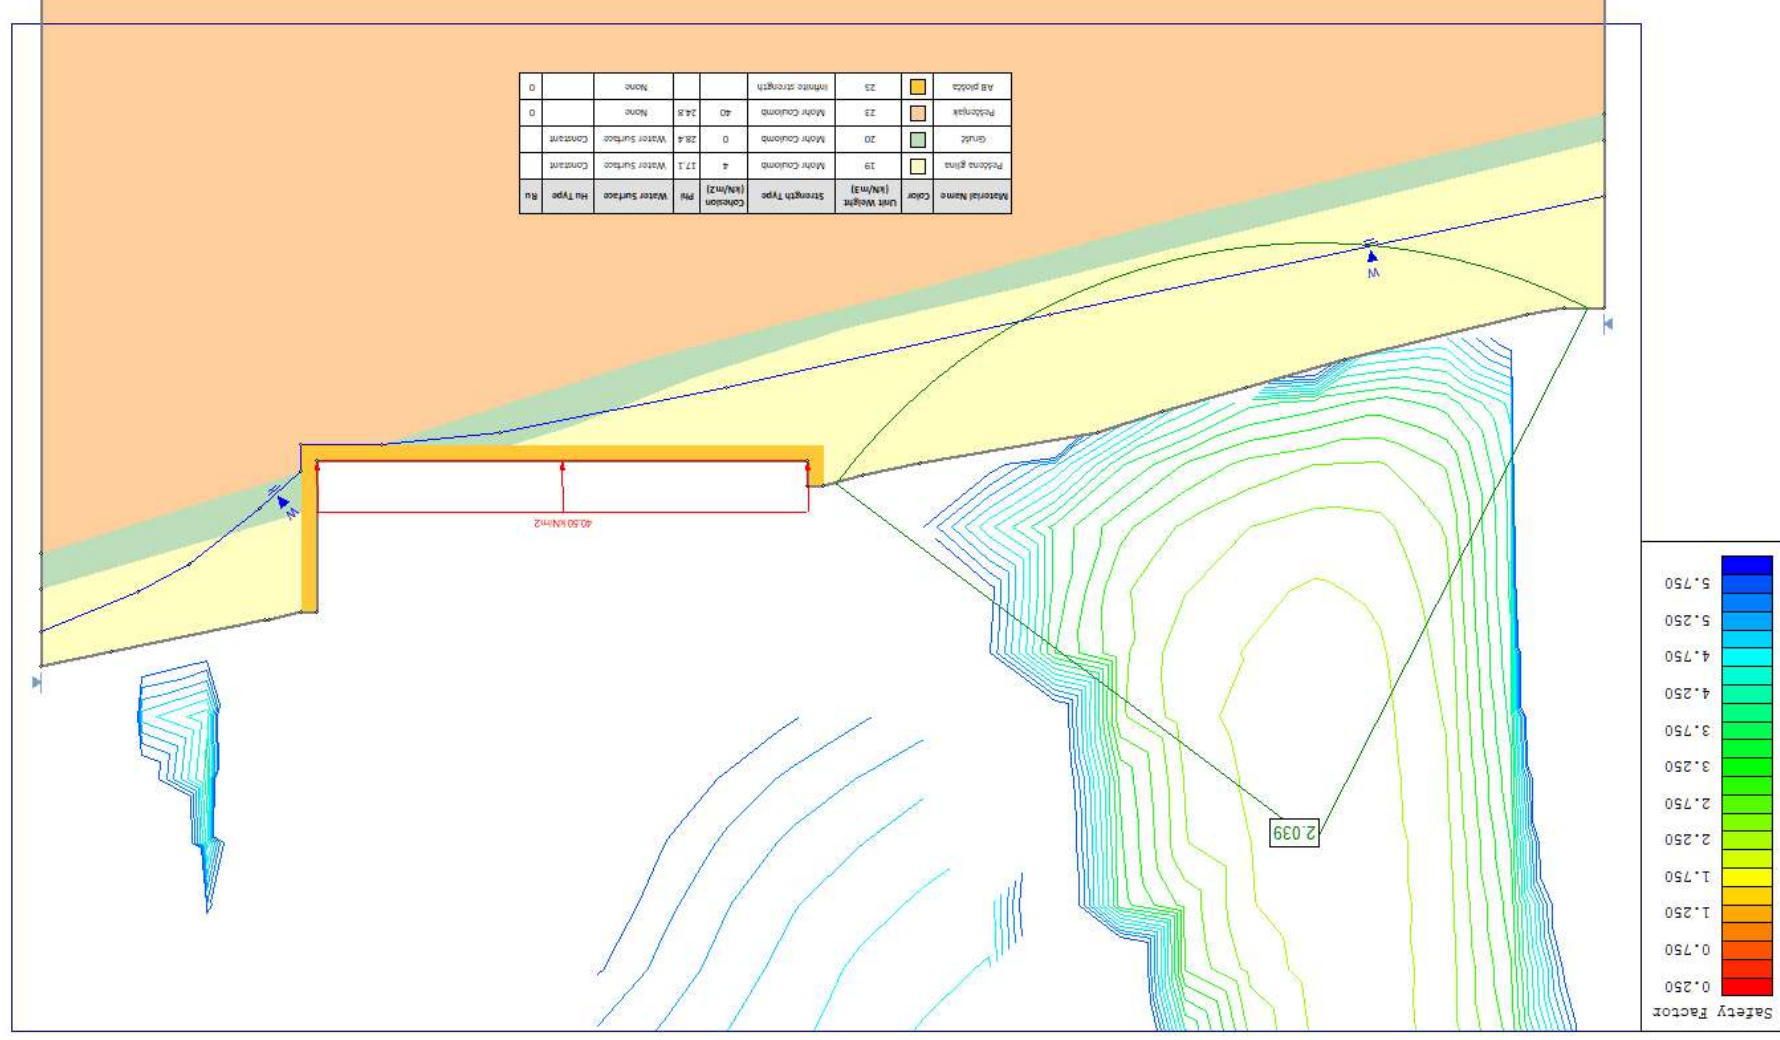 Safety Factor
0.250
0.750
1.250
1.750
2.250
2.750
3.250
3.750
4.250
4.750
5.250
5.750
2.039
40.50 kN/m2
W
W
Material Name Color Unit Weight (kN/m3) Strength Type Cohesion (kN/m2) Phi Water Surface Hu Type Ru
Peščena glina 19 Mohr Coulomb 4 17.1 Water Surface Constant
Grušč 20 Mohr Coulomb 0 28.4 Water Surface Constant
Peščenjak 23 Mohr Coulomb 40 24.8 None 0
AB plošča 25 Infinite strength None 0